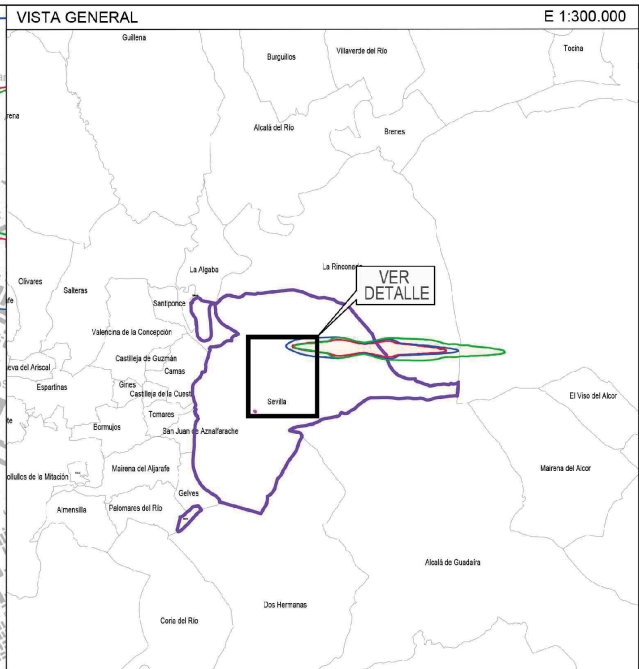 VISTA GENERAL
E 1:300.000
Guillena
Burguillos
Villaverde del Río
Tocina
Alcalá del Río
Brenes
La Algaba
La Rinconada
VER
DETALLE
Olivares
Salteras
Santiponce
Valencina de la Concepción
Castilleja de Guzmán
Camas
Espartinas
Gines
Castilleja de la Cuesta
Sevilla
El Viso del Alcor
Tomares
Bormujos
San Juan de Aznalfarache
Mairena del Aljarafe
Mairena del Alcor
Gelves
Almensilla
Palomares del Río
Alcalá de Guadaíra
Dos Hermanas
Coria del Río